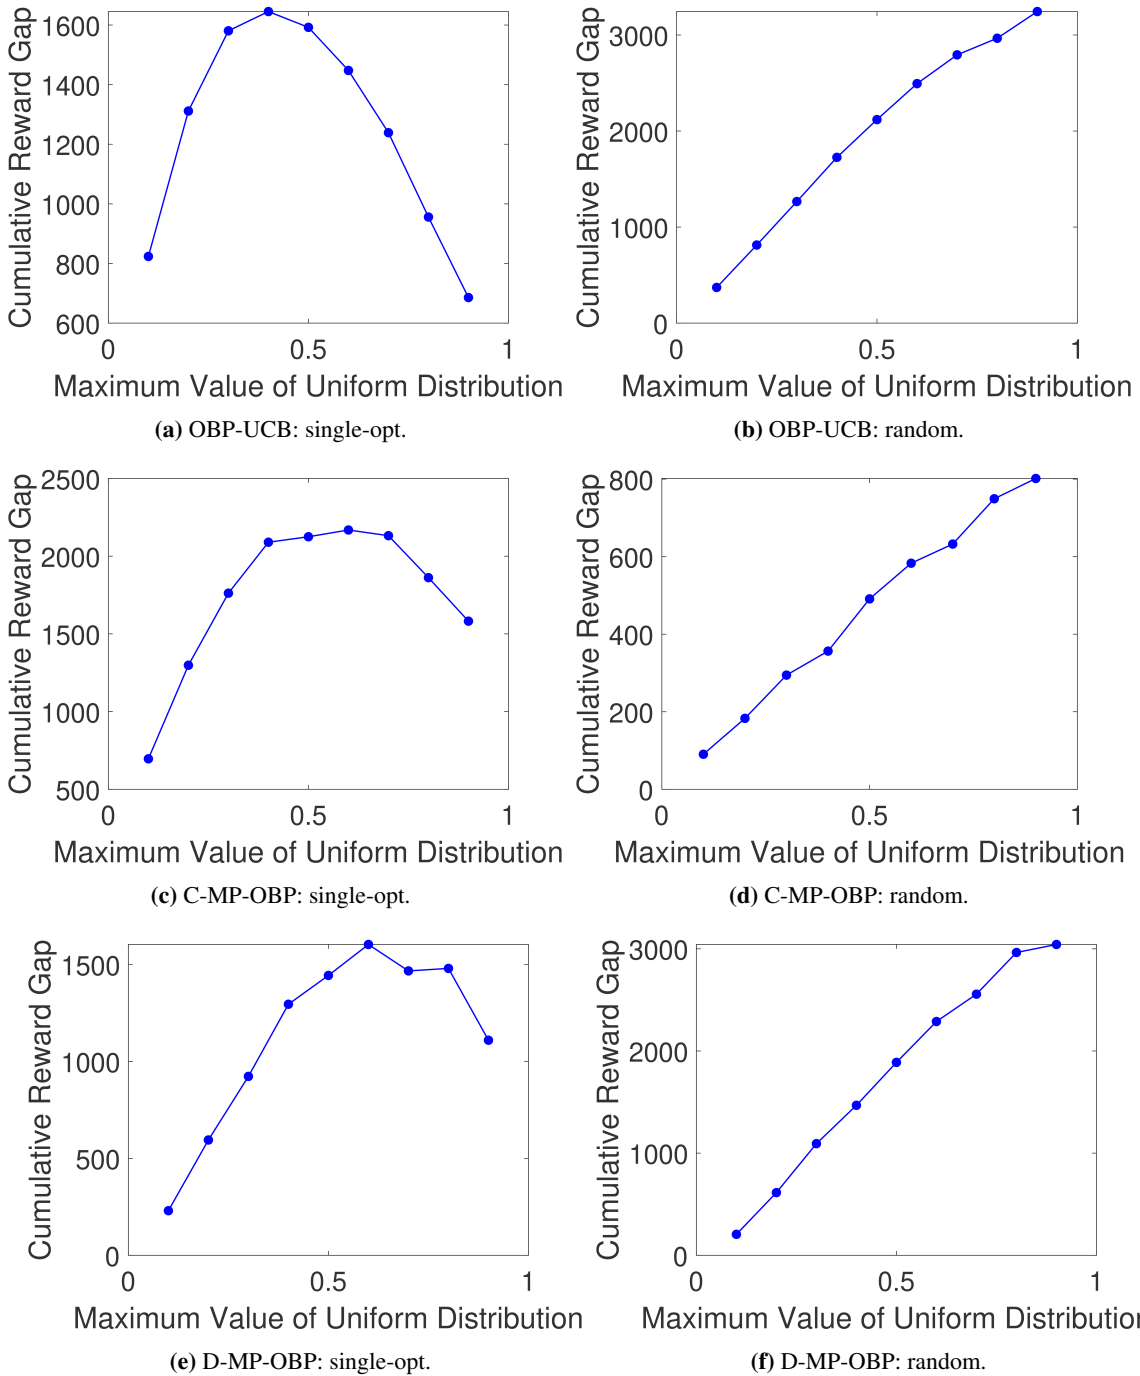 Cumulative Reward Gap
1600
1400
1200
1000
800
600
0
0.5
1
Maximum Value of Uniform Distribution
(a) OBP-UCB: single-opt.
Cumulative Reward Gap
3000
2000
1000
0
0
0.5
1
Maximum Value of Uniform Distribution
(b) OBP-UCB: random.
Cumulative Reward Gap
2500
2000
1500
1000
500
0
0.5
1
Maximum Value of Uniform Distribution
(c) C-MP-OBP: single-opt.
Cumulative Reward Gap
800
600
400
200
0
0
0.5
1
Maximum Value of Uniform Distribution
(d) C-MP-OBP: random.
Cumulative Reward Gap
1500
1000
500
0
0
0.5
1
Maximum Value of Uniform Distribution
(e) D-MP-OBP: single-opt.
Cumulative Reward Gap
3000
2000
1000
0
0
0.5
1
Maximum Value of Uniform Distribution
(f) D-MP-OBP: random.